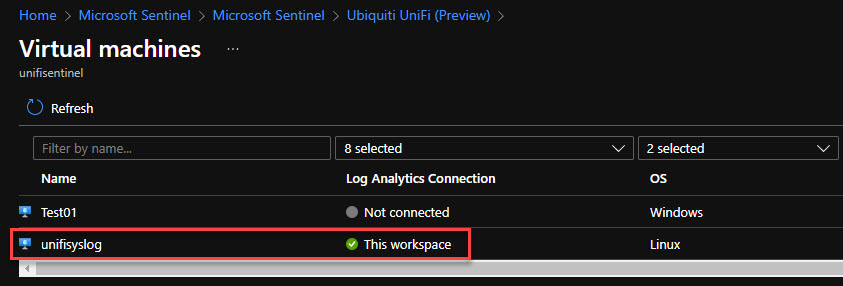 Home > Microsoft Sentinel > Microsoft Sentinel > Ubiquiti UniFi (Preview) >
Virtual machines ...
unifisentinel
Refresh
Filter by name... 8 selected 2 selected
Name Log Analytics Connection OS
Test01 Not connected Windows
unifisyslog This workspace Linux